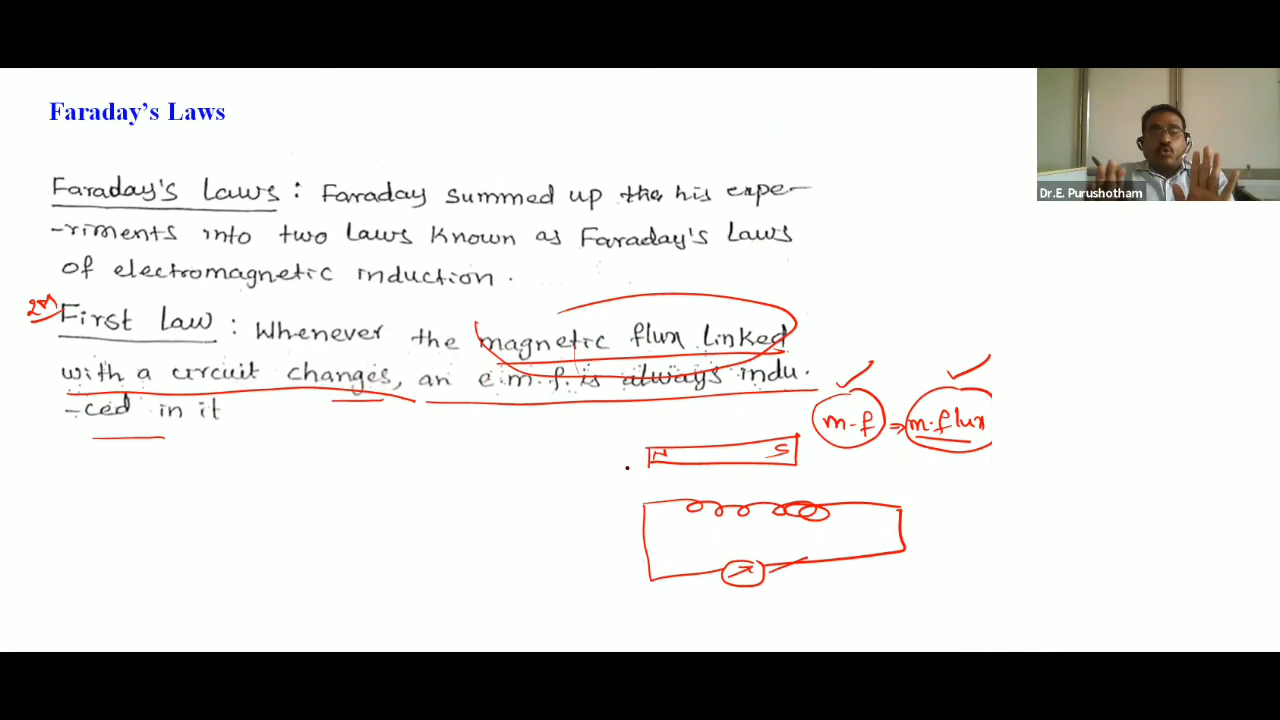 Faraday's Laws
Dr.E. Purushotham
Faraday's Laws : Faraday summed up the his expe-
-riments into two laws known as Faraday's Laws
of electromagnetic induction.
First Law : Whenever the magnetic flux linked
with a circuit changes, an e.m.f. is always indu.
-ced in it
m.f ⇒ m.flux
N S